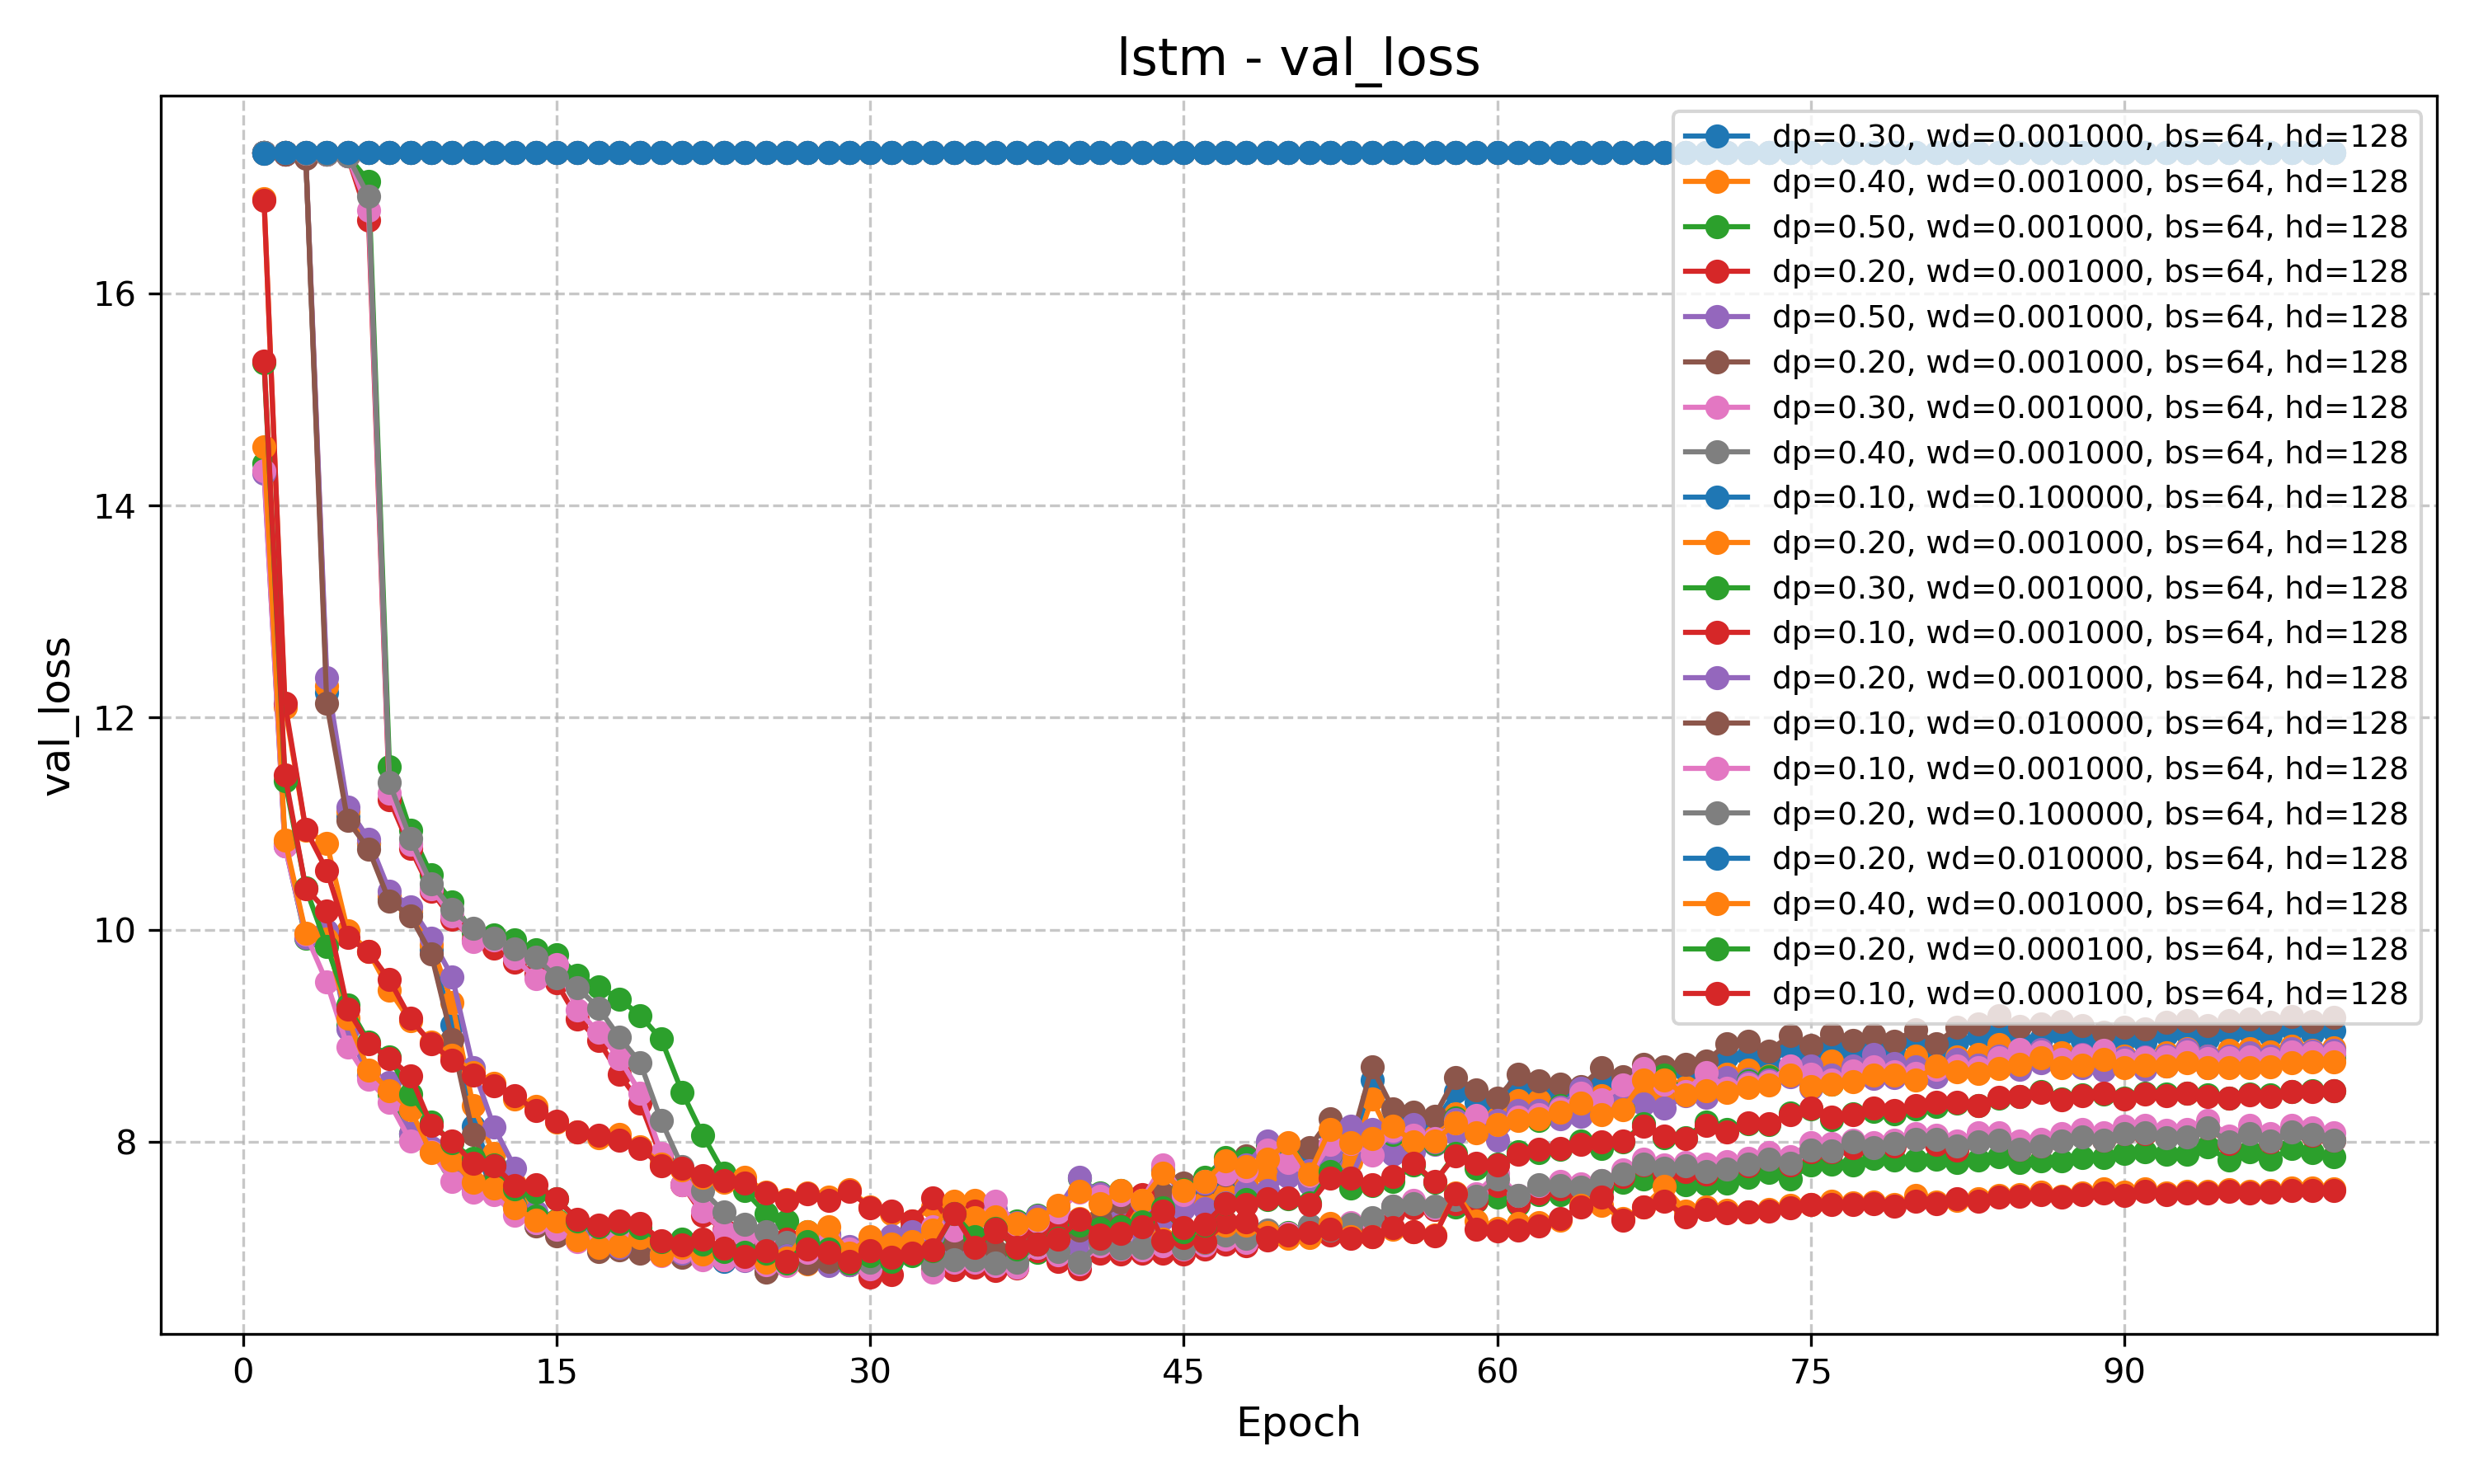 lstm - val_loss
dp=0.30, wd=0.001000, bs=64, hd=128
dp=0.40, wd=0.001000, bs=64, hd=128
dp=0.50, wd=0.001000, bs=64, hd=128
dp=0.20, wd=0.001000, bs=64, hd=128
dp=0.50, wd=0.001000, bs=64, hd=128
dp=0.20, wd=0.001000, bs=64, hd=128
dp=0.30, wd=0.001000, bs=64, hd=128
dp=0.40, wd=0.001000, bs=64, hd=128
dp=0.10, wd=0.100000, bs=64, hd=128
dp=0.20, wd=0.001000, bs=64, hd=128
dp=0.30, wd=0.001000, bs=64, hd=128
dp=0.10, wd=0.001000, bs=64, hd=128
dp=0.20, wd=0.001000, bs=64, hd=128
dp=0.10, wd=0.010000, bs=64, hd=128
dp=0.10, wd=0.001000, bs=64, hd=128
dp=0.20, wd=0.100000, bs=64, hd=128
dp=0.20, wd=0.010000, bs=64, hd=128
dp=0.40, wd=0.001000, bs=64, hd=128
dp=0.20, wd=0.000100, bs=64, hd=128
dp=0.10, wd=0.000100, bs=64, hd=128
val_loss
16
14
12
10
8
0
15
30
45
60
75
90
Epoch